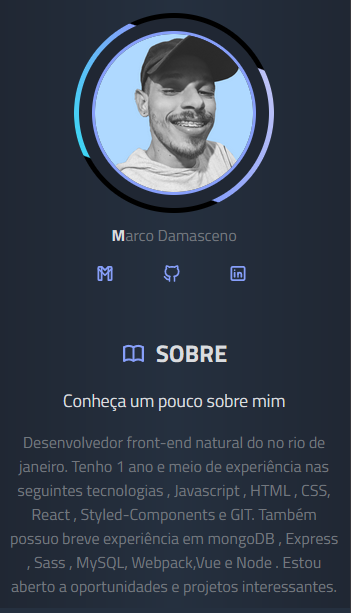 Marco Damasceno
SOBRE
Conheça um pouco sobre mim
Desenvolvedor front-end natural do no rio de
janeiro. Tenho 1 ano e meio de experiência nas
seguintes tecnologias , Javascript , HTML , CSS,
React , Styled-Components e GIT. Também
possuo breve experiência em mongoDB , Express
, Sass , MySQL, Webpack,Vue e Node . Estou
aberto a oportunidades e projetos interessantes.